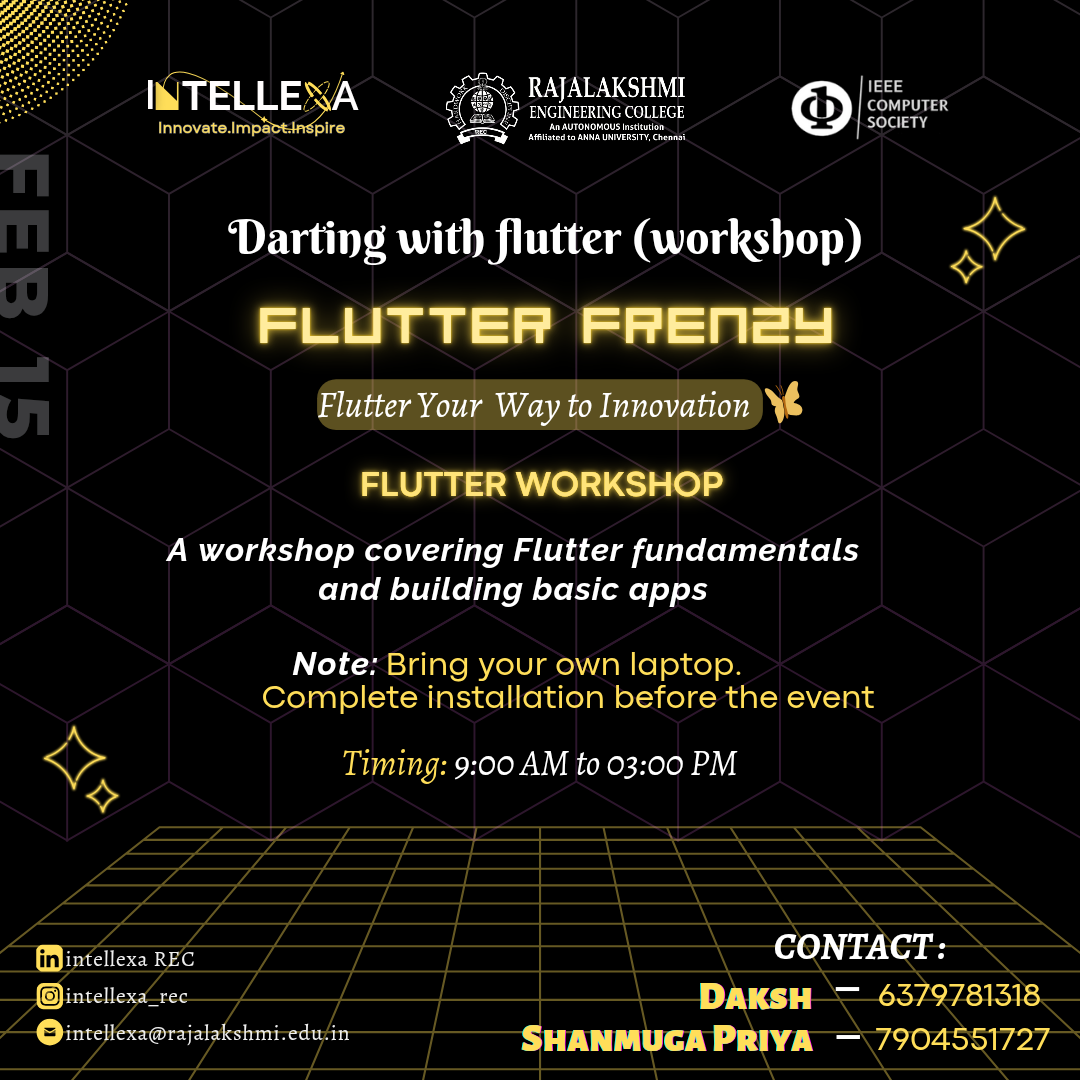 INTELLEXA
Innovate.Impact.Inspire
RAJALAKSHMI
ENGINEERING COLLEGE
An AUTONOMOUS Institution
Affiliated to ANNA UNIVERSITY, Chennai
REC
IEEE
COMPUTER
SOCIETY
FEB 15
Darting with flutter (workshop)
FLUTTER FRENZY
Flutter Your Way to Innovation
FLUTTER WORKSHOP
A workshop covering Flutter fundamentals
and building basic apps
Note: Bring your own laptop.
Complete installation before the event
Timing: 9:00 AM to 03:00 PM
intellexa REC
intellexa_rec
intellexa@rajalakshmi.edu.in
CONTACT :
DAKSH – 6379781318
SHANMUGA PRIYA – 7904551727